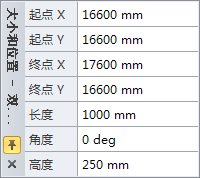 大小和位置 - 双...
起点 X 16600 mm
起点 Y 16600 mm
终点 X 17600 mm
终点 Y 16600 mm
长度 1000 mm
角度 0 deg
高度 250 mm